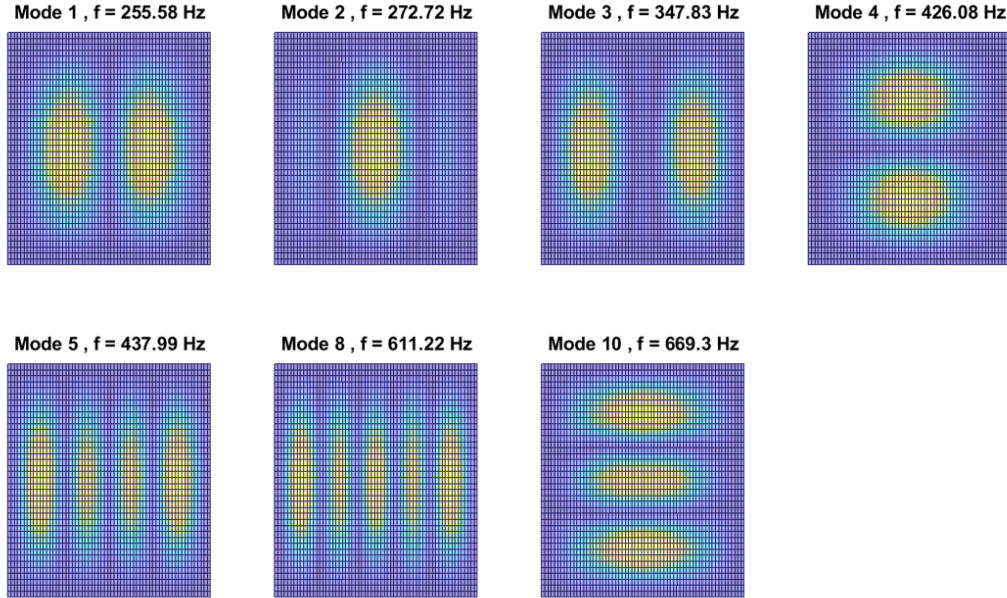 Mode 1 , f = 255.58 Hz
Mode 2 , f = 272.72 Hz
Mode 3 , f = 347.83 Hz
Mode 4 , f = 426.08 Hz
Mode 5 , f = 437.99 Hz
Mode 8 , f = 611.22 Hz
Mode 10 , f = 669.3 Hz